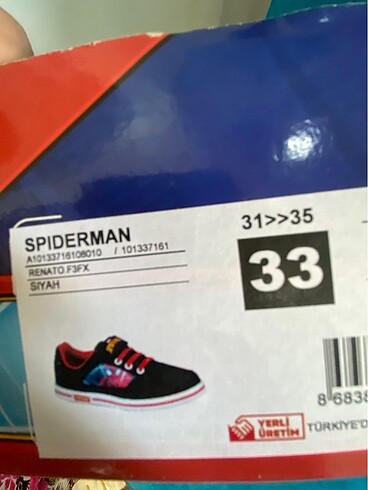 SPIDERMAN
A10133716108010 / 101337161
RENATO.F3FX
SIYAH
31>>35
33
8 6838
YERLİ
ÜRETİM
TÜRKİYE'D